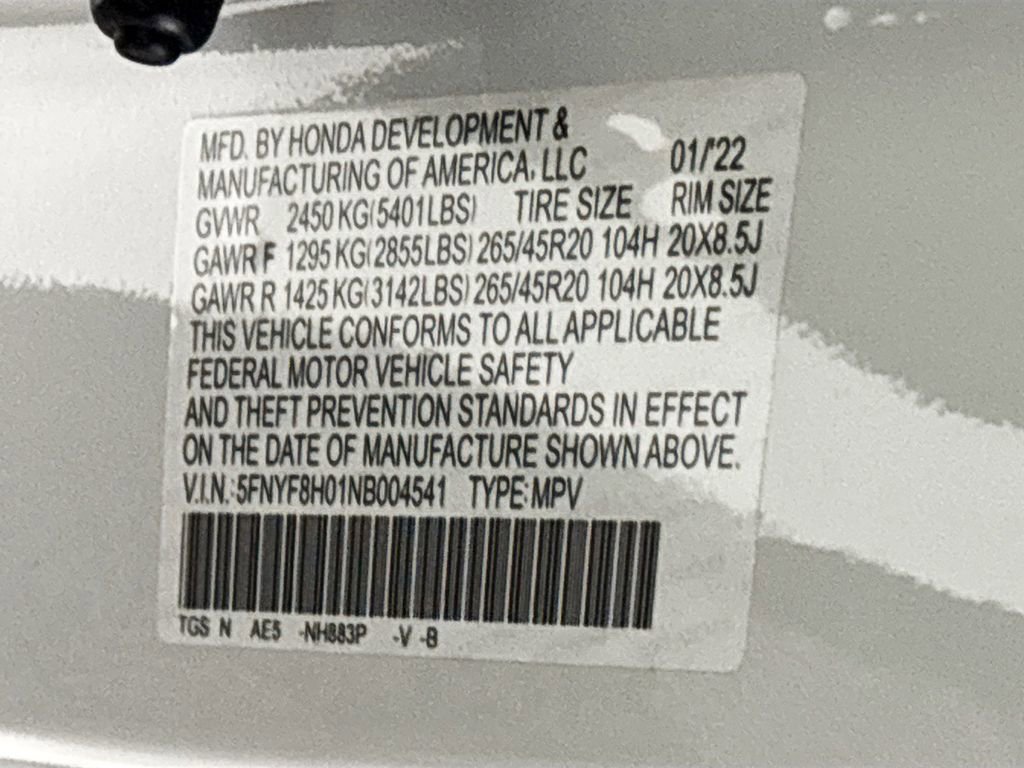 MFD. BY HONDA DEVELOPMENT &
MANUFACTURING OF AMERICA, LLC 01/'22
GVWR 2450 KG(5401LBS) TIRE SIZE RIM SIZE
GAWR F 1295 KG(2855LBS) 265/45R20 104H 20X8.5J
GAWR R 1425 KG(3142LBS) 265/45R20 104H 20X8.5J
THIS VEHICLE CONFORMS TO ALL APPLICABLE
FEDERAL MOTOR VEHICLE SAFETY
AND THEFT PREVENTION STANDARDS IN EFFECT
ON THE DATE OF MANUFACTURE SHOWN ABOVE.
V.I.N.:5FNYF8H01NB004541 TYPE:MPV
TGS N AE5 -NH883P -V -B